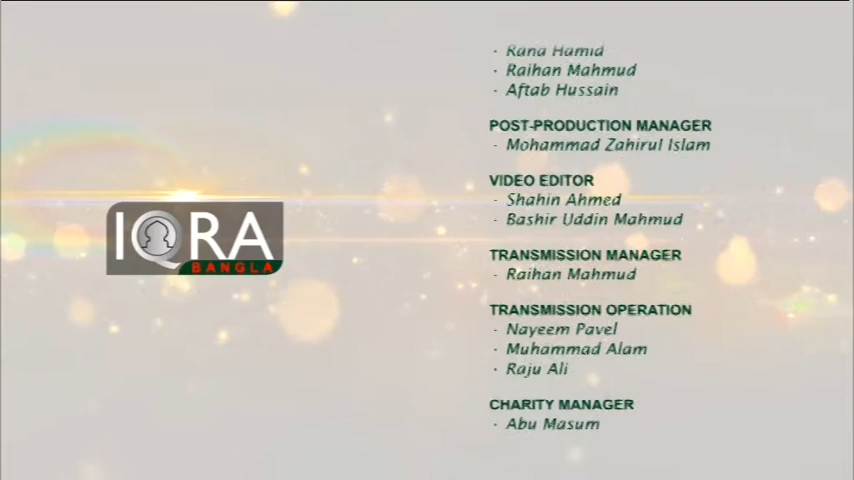 IQRA
BANGLA
- Rana Hamid
- Raihan Mahmud
- Aftab Hussain
POST-PRODUCTION MANAGER
- Mohammad Zahirul Islam
VIDEO EDITOR
- Shahin Ahmed
- Bashir Uddin Mahmud
TRANSMISSION MANAGER
- Raihan Mahmud
TRANSMISSION OPERATION
- Nayeem Pavel
- Muhammad Alam
- Raju Ali
CHARITY MANAGER
- Abu Masum